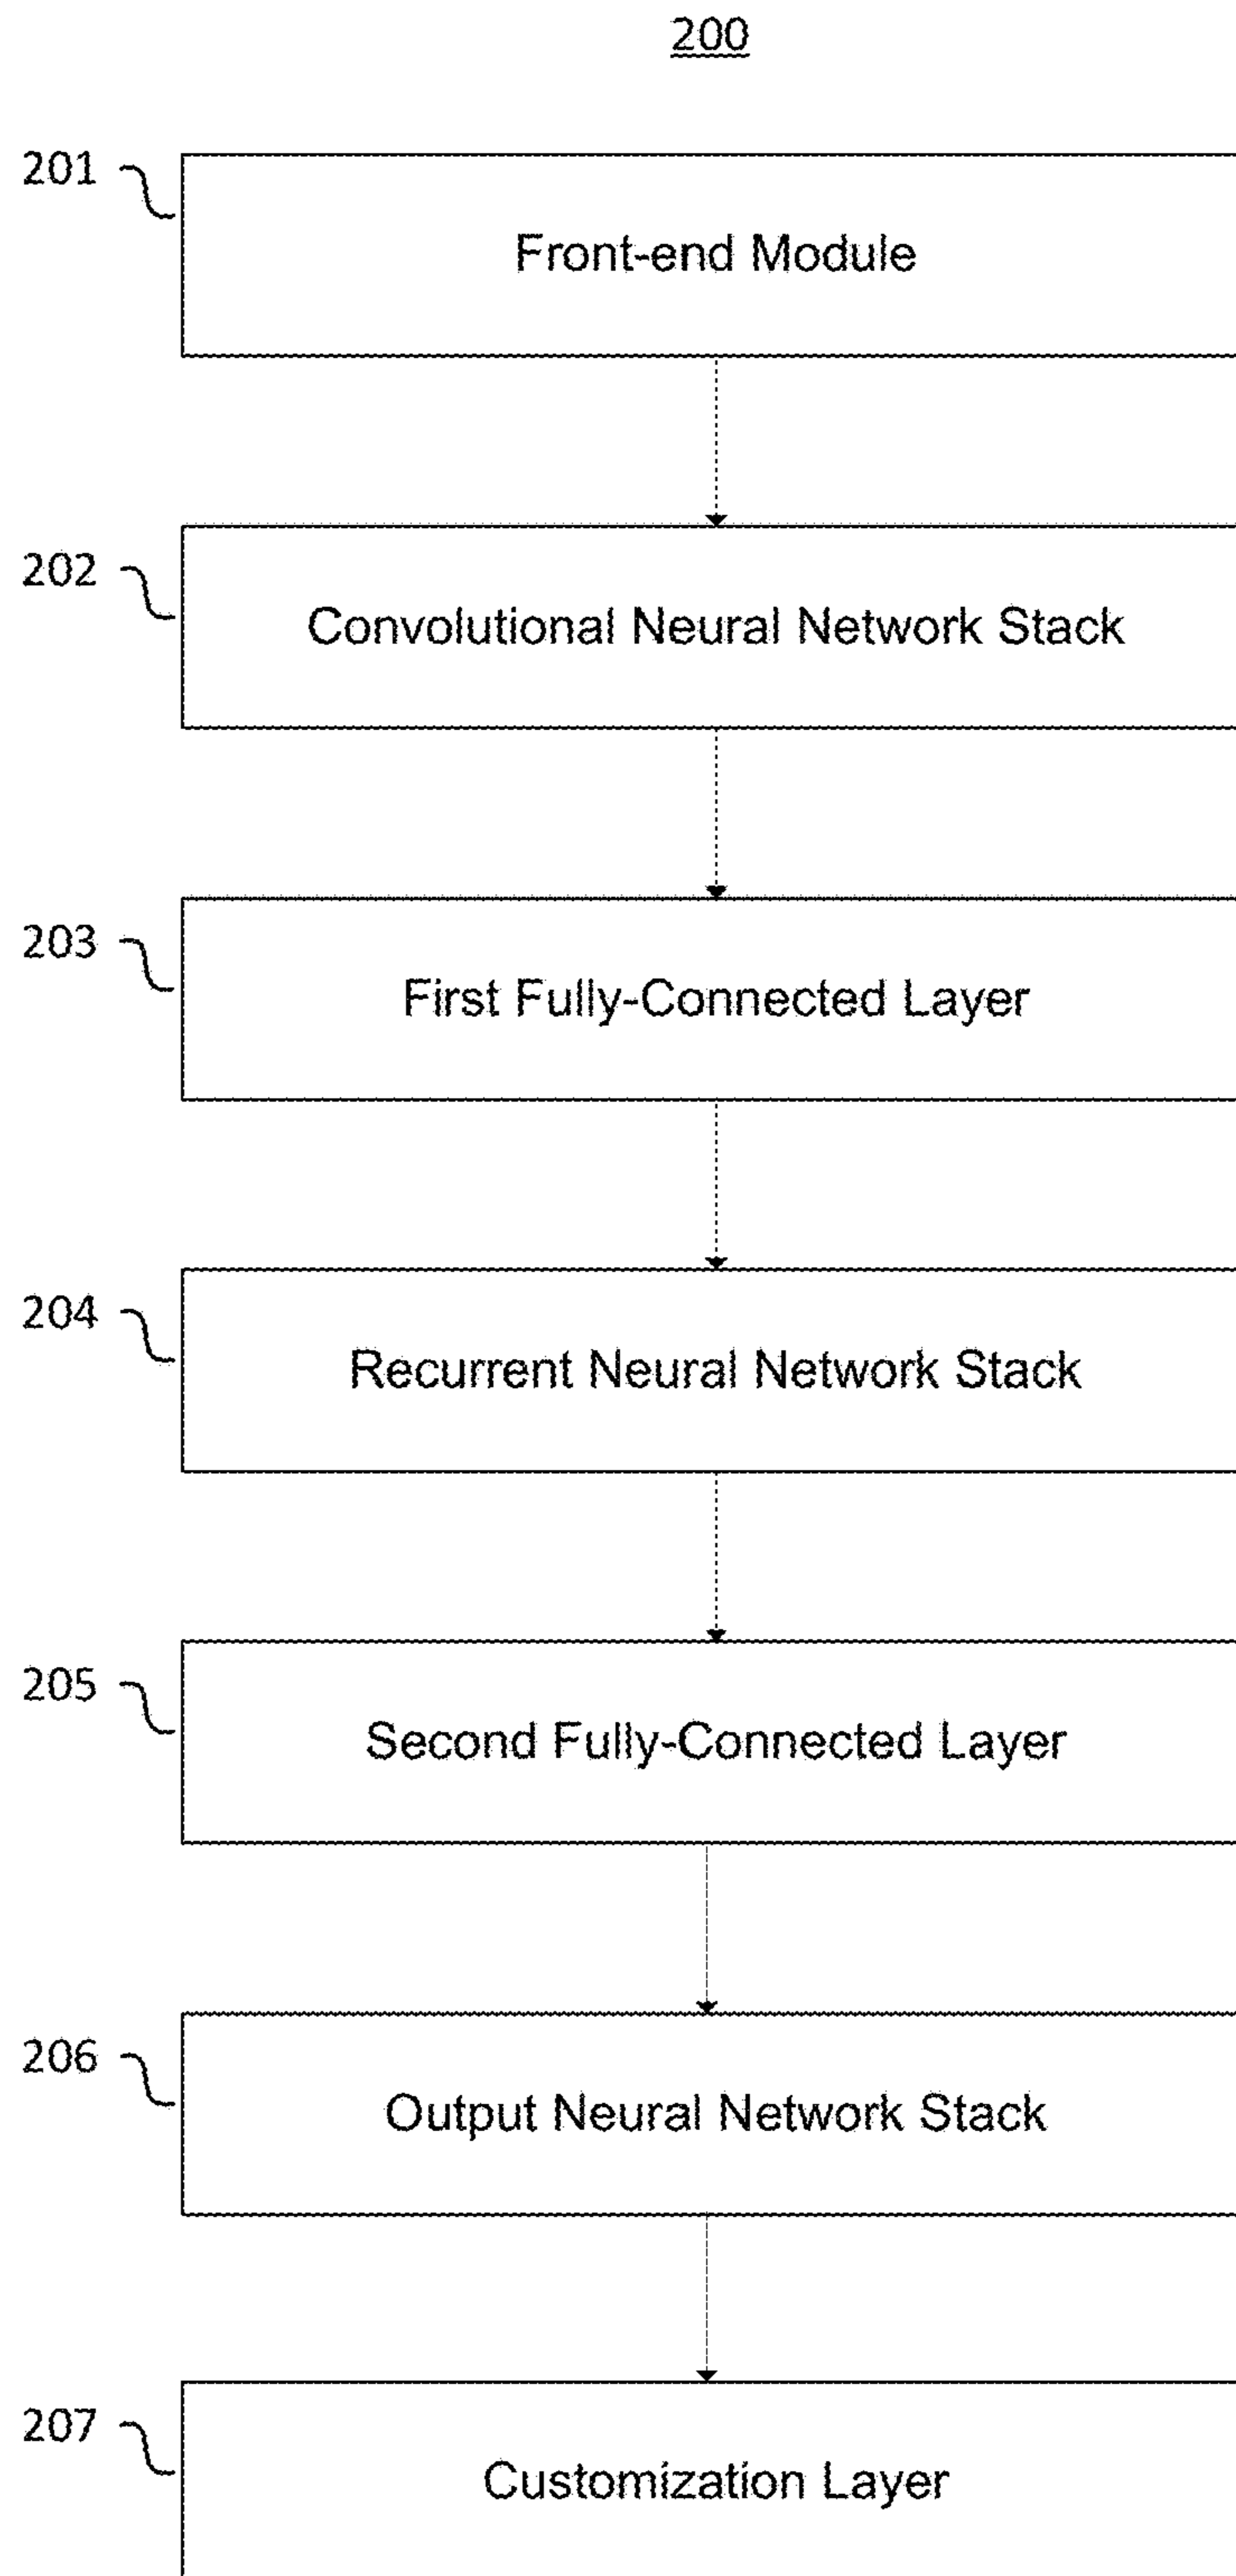 200
201
Front-end Module
202
Convolutional Neural Network Stack
203
First Fully-Connected Layer
204
Recurrent Neural Network Stack
205
Second Fully-Connected Layer
206
Output Neural Network Stack
207
Customization Layer